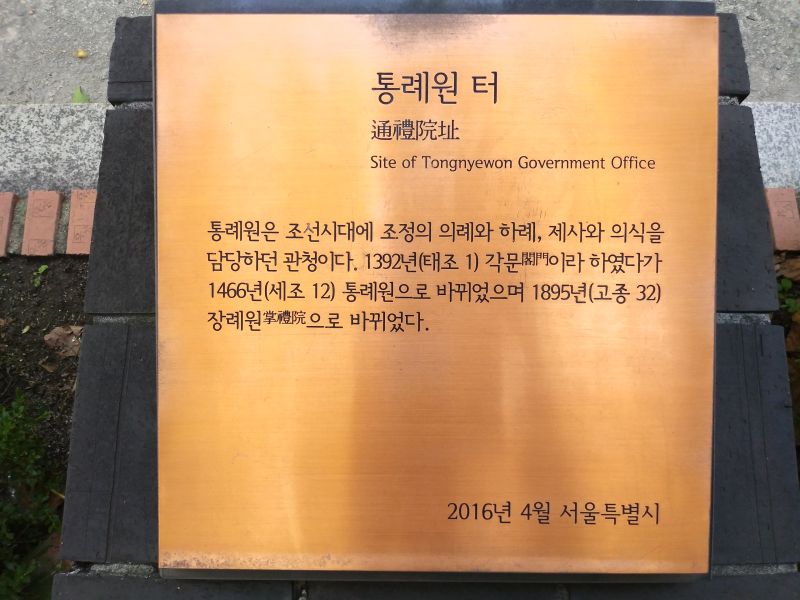 통례원 터
通禮院址
Site of Tongnyewon Government Office
통례원은 조선시대에 조정의 의례와 하례, 제사와 의식을
담당하던 관청이다. 1392년(태조 1) 각문閣門이라 하였다가
1466년(세조 12) 통례원으로 바뀌었으며 1895년(고종 32)
장례원掌禮院으로 바뀌었다.
2016년 4월 서울특별시